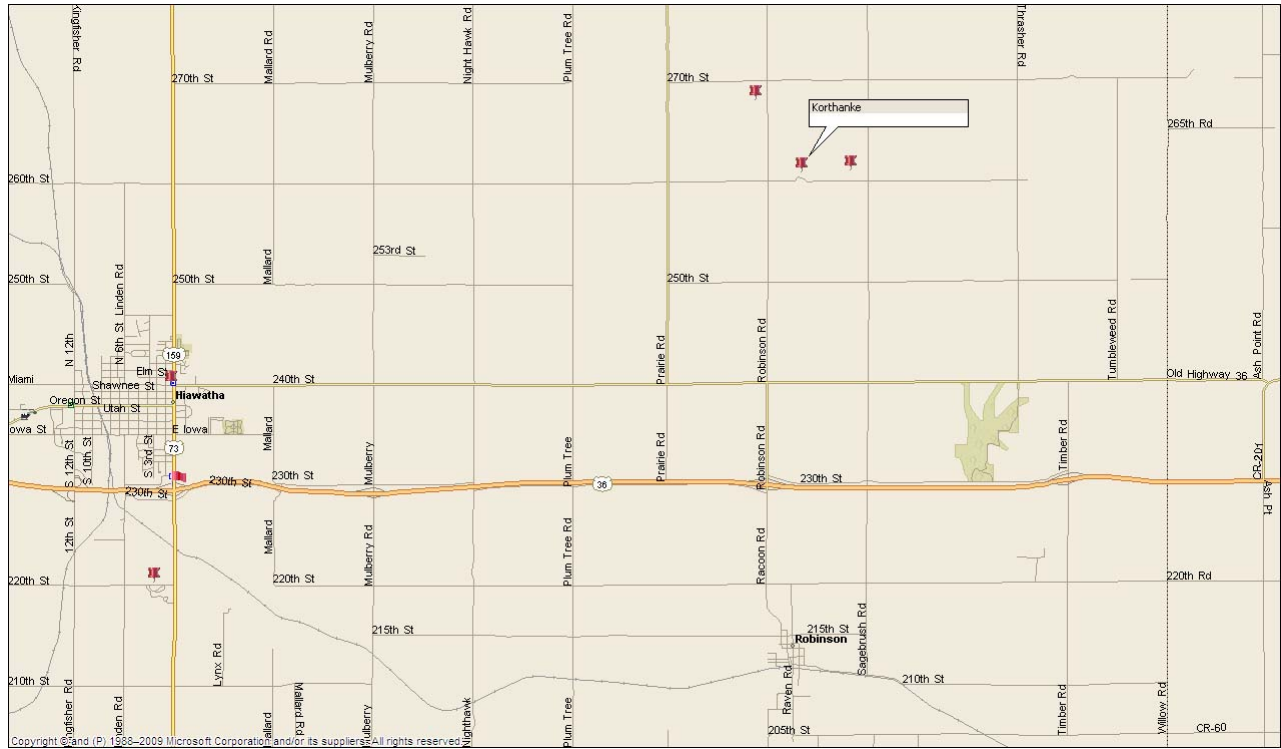 Kingfisher Rd
Mallard Rd
Mulberry Rd
Night Hawk Rd
Plum Tree Rd
Thrasher Rd
270th St
270th St
Korthanke
265th Rd
260th St
253rd St
250th St
250th St
250th St
Linden Rd
Mallard
N 12th
N 6th St
159
Prairie Rd
Robinson Rd
Tumbleweed Rd
Ash Point Rd
Miami
Elm St
Shawnee St
240th St
Old Highway 36
Hiawatha
Oregon St
Utah St
Iowa St
E Iowa
S 12th St
S 10th St
S 3rd St
73
Mallard
Mulberry
Plum Tree
Prairie Rd
Robinson Rd
Timber Rd
CR-201
230th St
230th St
230th St
36
230th St
Ash Pt
12th St
Mallard
Mulberry Rd
Plum Tree Rd
Racoon Rd
220th St
220th St
220th Rd
215th St
215th St
Robinson
Sagebrush Rd
Lynx Rd
210th St
210th St
Kingfisher Rd
Linden Rd
Mallard
Mallard Rd
Mulberry
Nighthawk
Plum Tree
Raven Rd
Timber Rd
Willow Rd
205th St
CR-60
Copyright © and (P) 1988–2009 Microsoft Corporation and/or its suppliers. All rights reserved.